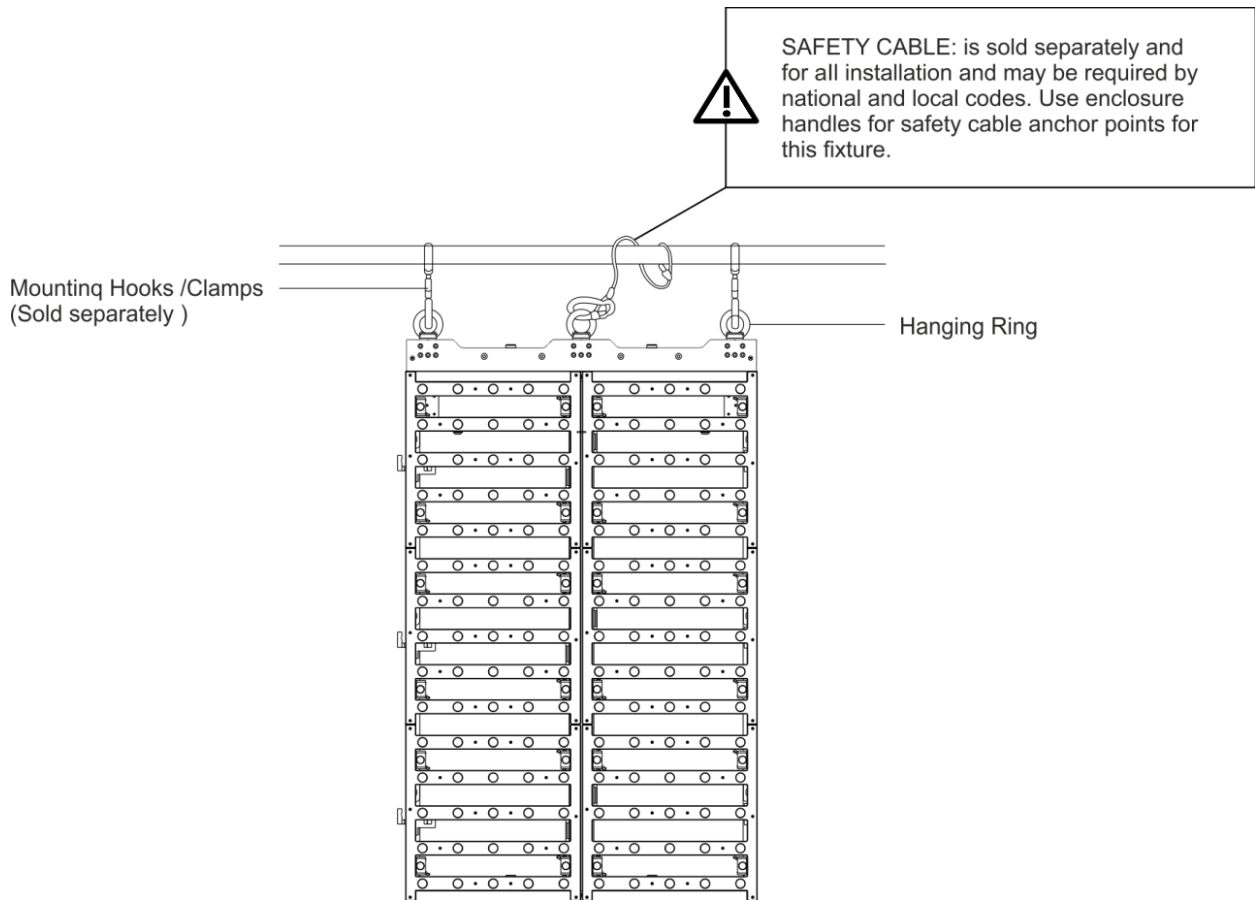 SAFETY CABLE: is sold separately and
for all installation and may be required by
national and local codes. Use enclosure
handles for safety cable anchor points for
this fixture.
Mountinq Hooks /Clamps
(Sold separately )
Hanging Ring